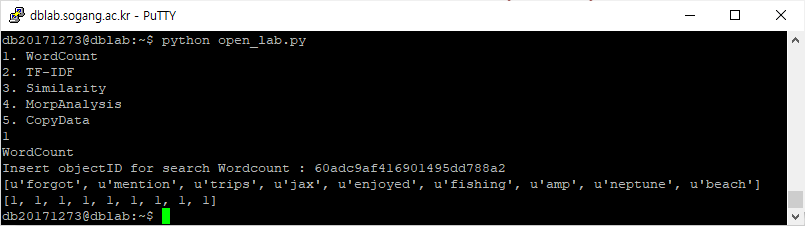 dblab.sogang.ac.kr - PuTTY
db20171273@dblab:~$ python open_lab.py
1. WordCount
2. TF-IDF
3. Similarity
4. MorpAnalysis
5. CopyData
1
WordCount
Insert objectID for search Wordcount : 60adc9af416901495dd788a2
[u'forgot', u'mention', u'trips', u'jax', u'enjoyed', u'fishing', u'amp', u'neptune', u'beach']
[1, 1, 1, 1, 1, 1, 1, 1, 1]
db20171273@dblab:~$